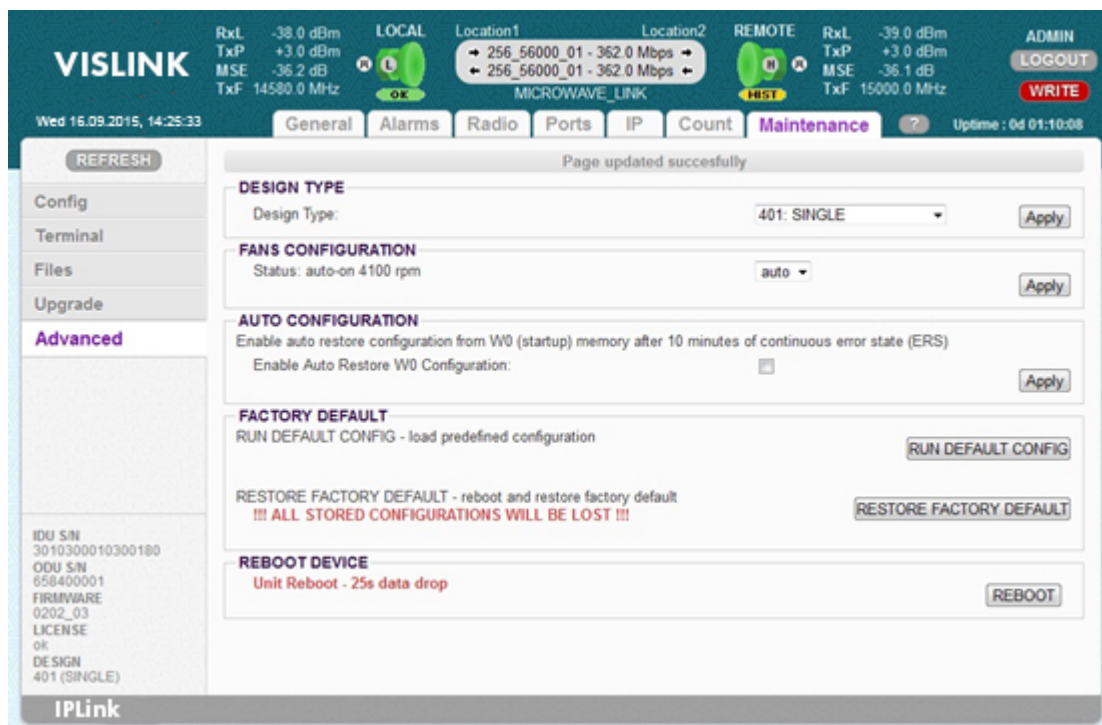 VISLINK
RxL -38.0 dBm
TxP +3.0 dBm
MSE -36.2 dB
TxF 14580.0 MHz
LOCAL
R L
OK
Location1 Location2
→ 256_56000_01 - 362.0 Mbps →
← 256_56000_01 - 362.0 Mbps ←
MICROWAVE_LINK
REMOTE
H R
HIST
RxL -39.0 dBm
TxP +3.0 dBm
MSE -36.1 dB
TxF 15000.0 MHz
ADMIN
LOGOUT
WRITE
Wed 16.09.2015, 14:25:33
General Alarms Radio Ports IP Count Maintenance ? Uptime : 0d 01:10:08
REFRESH
Config
Terminal
Files
Upgrade
Advanced
IDU S/N
3010300010300180
ODU S/N
658400001
FIRMWARE
0202_03
LICENSE
ok
DESIGN
401 (SINGLE)
Page updated succesfully
DESIGN TYPE
Design Type: 401: SINGLE Apply
FANS CONFIGURATION
Status: auto-on 4100 rpm auto Apply
AUTO CONFIGURATION
Enable auto restore configuration from W0 (startup) memory after 10 minutes of continuous error state (ERS)
Enable Auto Restore W0 Configuration:
Apply
FACTORY DEFAULT
RUN DEFAULT CONFIG - load predefined configuration
RUN DEFAULT CONFIG
RESTORE FACTORY DEFAULT - reboot and restore factory default
!!! ALL STORED CONFIGURATIONS WILL BE LOST !!!
RESTORE FACTORY DEFAULT
REBOOT DEVICE
Unit Reboot - 25s data drop
REBOOT
IPLink